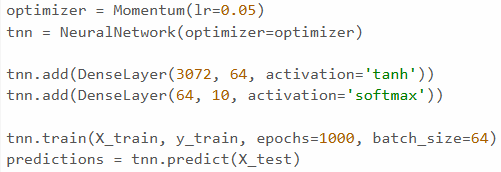 optimizer = Momentum(lr=0.05)
tnn = NeuralNetwork(optimizer=optimizer)
tnn.add(DenseLayer(3072, 64, activation='tanh'))
tnn.add(DenseLayer(64, 10, activation='softmax'))
tnn.train(X_train, y_train, epochs=1000, batch_size=64)
predictions = tnn.predict(X_test)